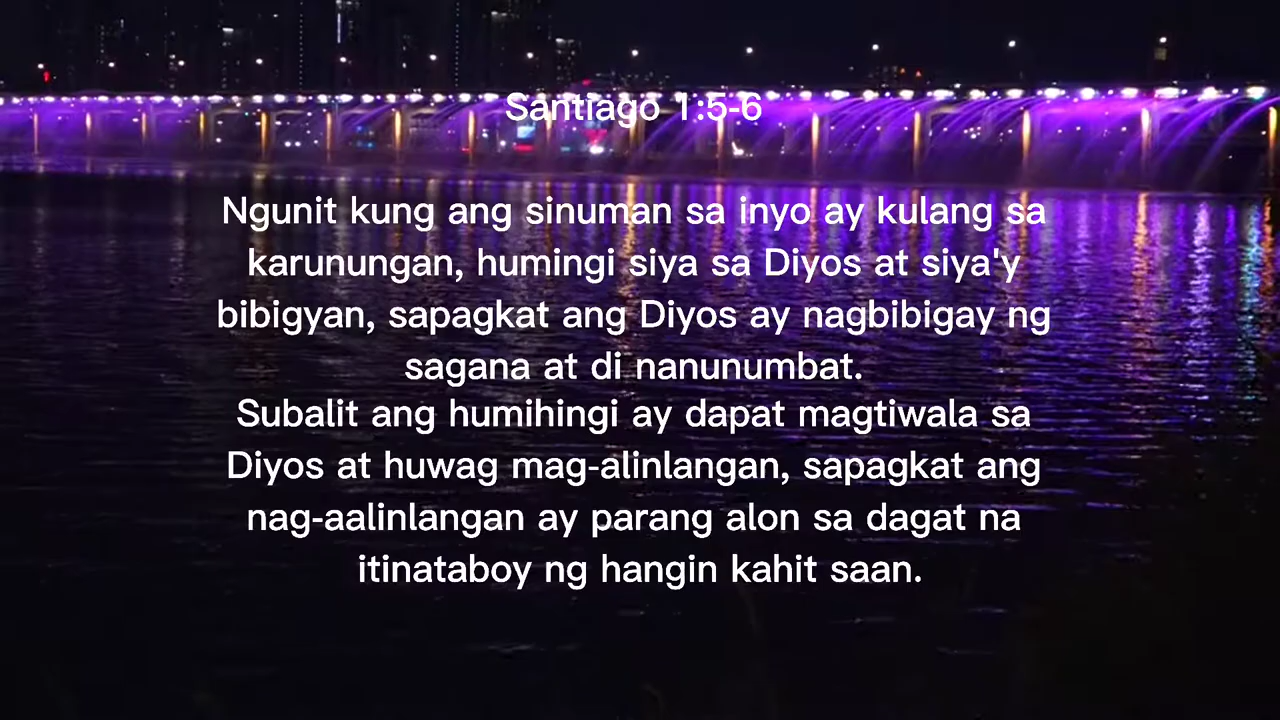 Santiago 1:5-6
Ngunit kung ang sinuman sa inyo ay kulang sa
karunungan, humingi siya sa Diyos at siya'y
bibigyan, sapagkat ang Diyos ay nagbibigay ng
sagana at di nanunumbat.
Subalit ang humihingi ay dapat magtiwala sa
Diyos at huwag mag-alinlangan, sapagkat ang
nag-aalinlangan ay parang alon sa dagat na
itinataboy ng hangin kahit saan.